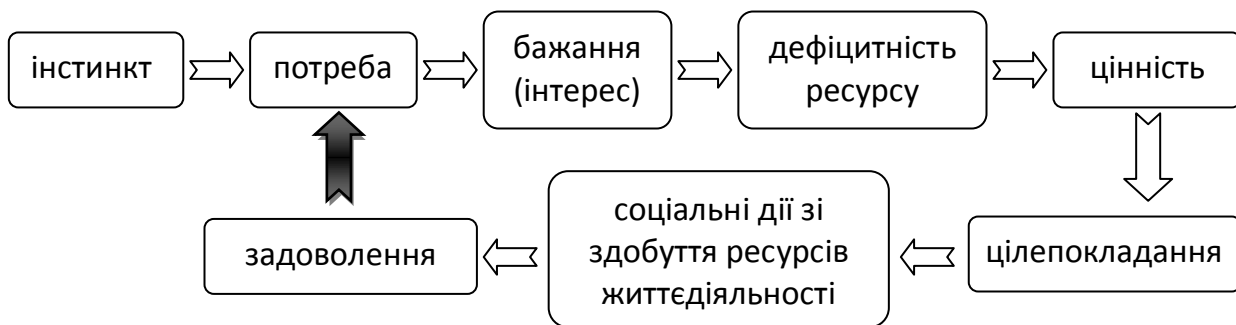 інстинкт
потреба
бажання
(інтерес)
дефіцитність
ресурсу
цінність
цілепокладання
соціальні дії зі
здобуття ресурсів
життєдіяльності
задоволення